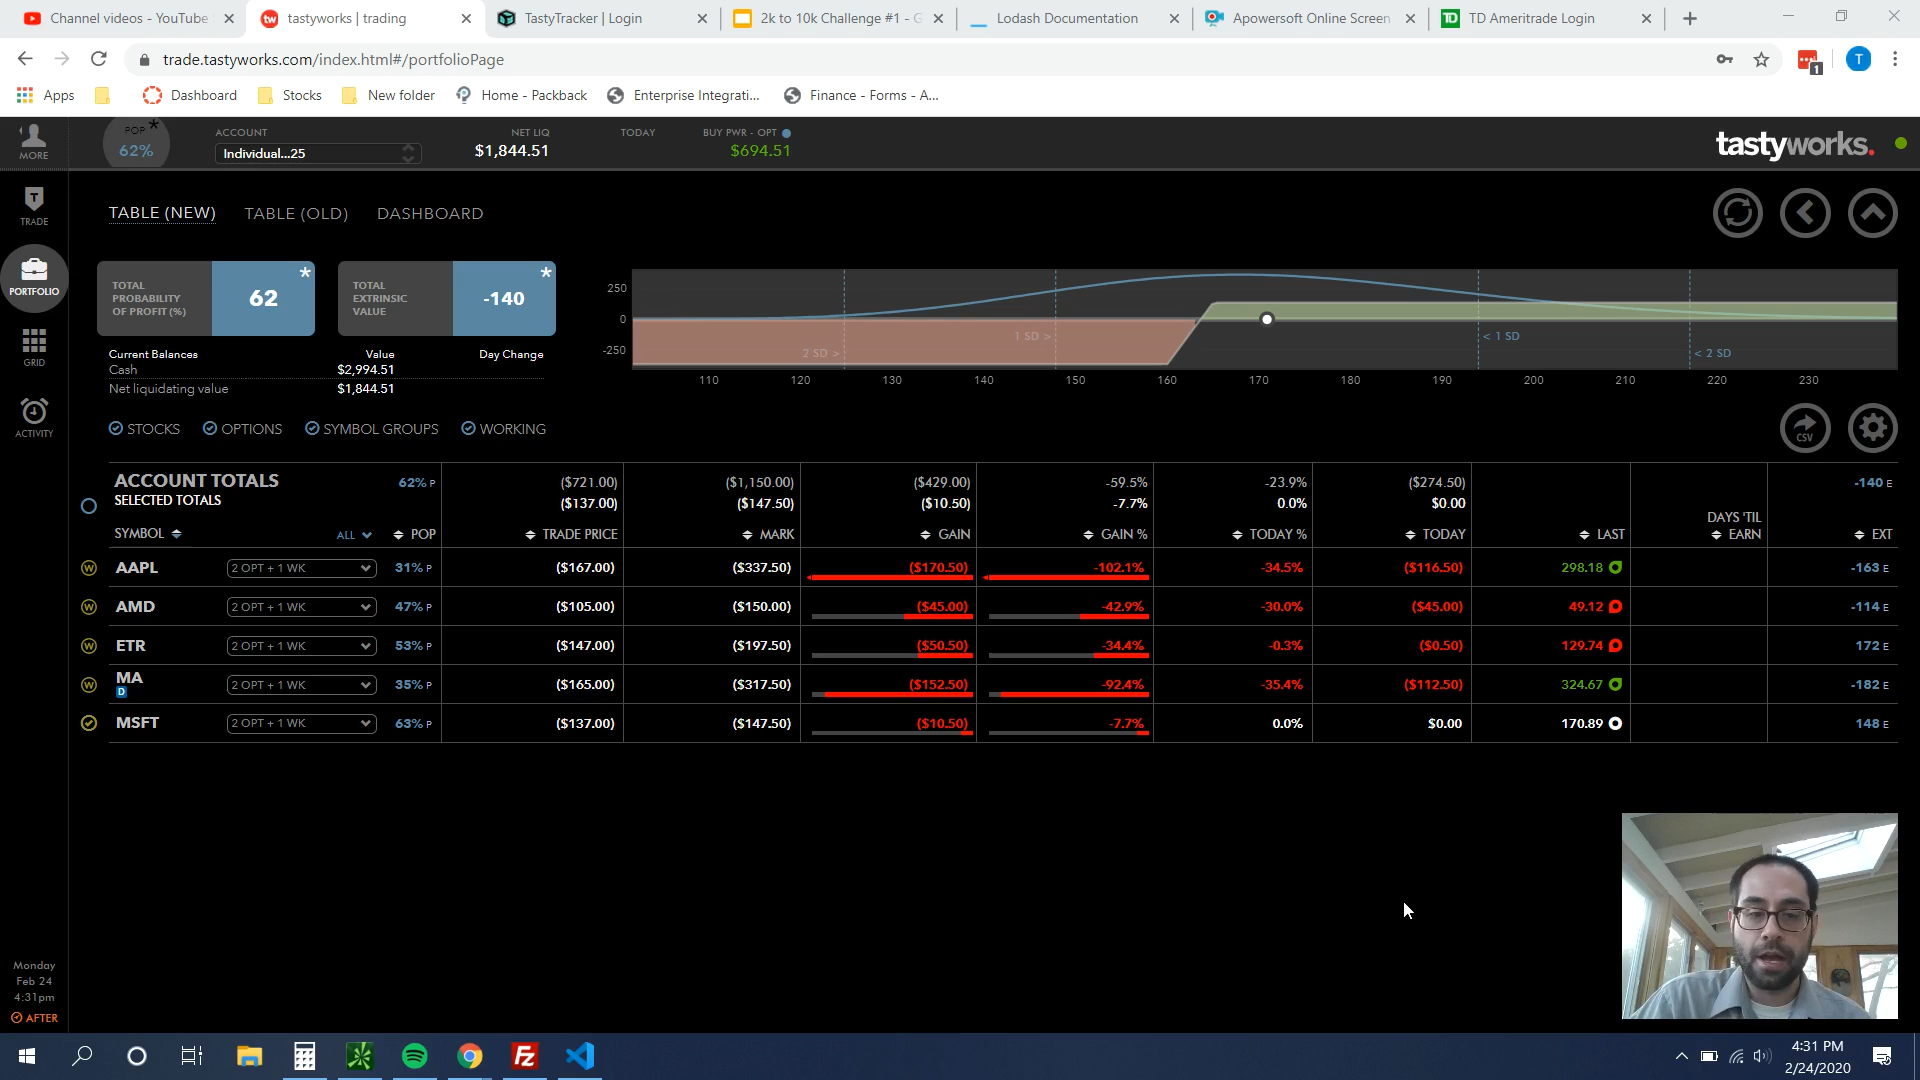 Channel videos - YouTube
tastyworks | trading
TastyTracker | Login
2k to 10k Challenge #1 - G
Lodash Documentation
Apowersoft Online Screen
TD Ameritrade Login
trade.tastyworks.com/index.html#/portfolioPage
1
T
Apps
Dashboard
Stocks
New folder
Home - Packback
Enterprise Integrati...
Finance - Forms - A...
MORE
POP *
62%
ACCOUNT
Individual...25
NET LIQ
$1,844.51
TODAY
BUY PWR - OPT
$694.51
tastyworks.
TRADE
PORTFOLIO
GRID
ACTIVITY
TABLE (NEW)
TABLE (OLD)
DASHBOARD
TOTAL PROBABILITY OF PROFIT (%)
62 *
TOTAL EXTRINSIC VALUE
-140 *
Current Balances Value Day Change
Cash $2,994.51
Net liquidating value $1,844.51
250
0
-250
2 SD >
1 SD >
< 1 SD
< 2 SD
110 120 130 140 150 160 170 180 190 200 210 220 230
STOCKS OPTIONS SYMBOL GROUPS WORKING
CSV
ACCOUNT TOTALS 62% P ($721.00) ($1,150.00) ($429.00) -59.5% -23.9% ($274.50) -140 E
SELECTED TOTALS ($137.00) ($147.50) ($10.50) -7.7% 0.0% $0.00
SYMBOL ALL POP TRADE PRICE MARK GAIN GAIN % TODAY % TODAY LAST DAYS 'TIL EARN EXT
W AAPL 2 OPT + 1 WK 31% P ($167.00) ($337.50) ($170.50) -102.1% -34.5% ($116.50) 298.18 -163 E
W AMD 2 OPT + 1 WK 47% P ($105.00) ($150.00) ($45.00) -42.9% -30.0% ($45.00) 49.12 -114 E
W ETR 2 OPT + 1 WK 53% P ($147.00) ($197.50) ($50.50) -34.4% -0.3% ($0.50) 129.74 172 E
W MA D 2 OPT + 1 WK 35% P ($165.00) ($317.50) ($152.50) -92.4% -35.4% ($112.50) 324.67 -182 E
MSFT 2 OPT + 1 WK 63% P ($137.00) ($147.50) ($10.50) -7.7% 0.0% $0.00 170.89 148 E
Monday
Feb 24
4:31pm
AFTER
4:31 PM
2/24/2020